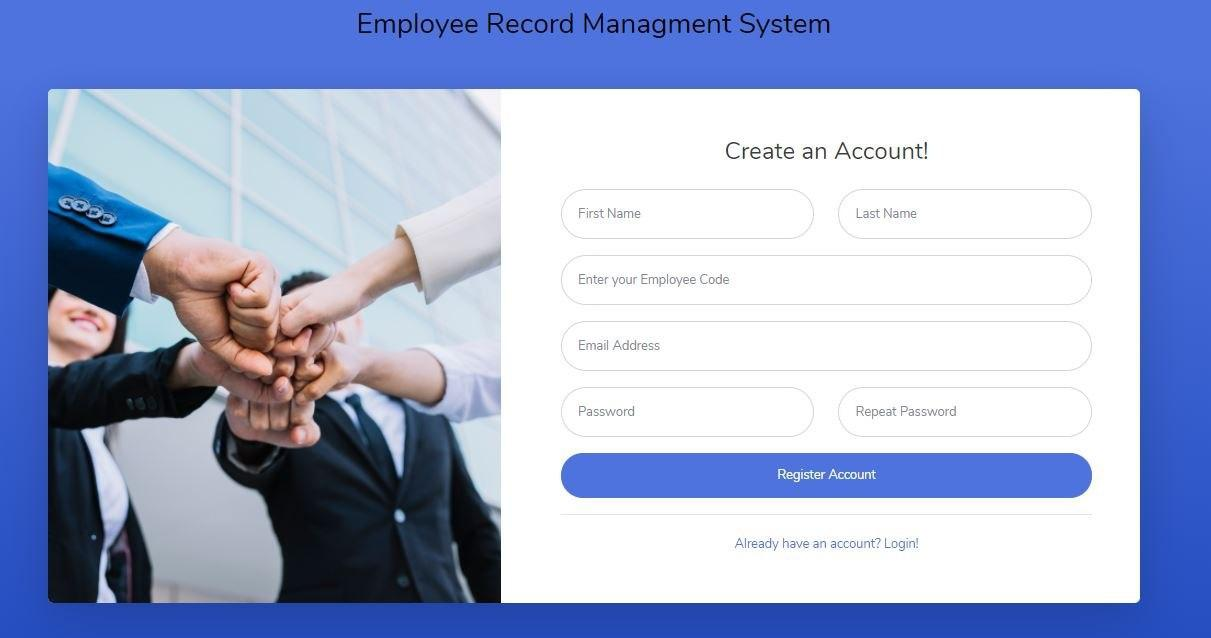 Employee Record Managment System
Create an Account!
First Name Last Name
Enter your Employee Code
Email Address
Password Repeat Password
Register Account
Already have an account? Login!